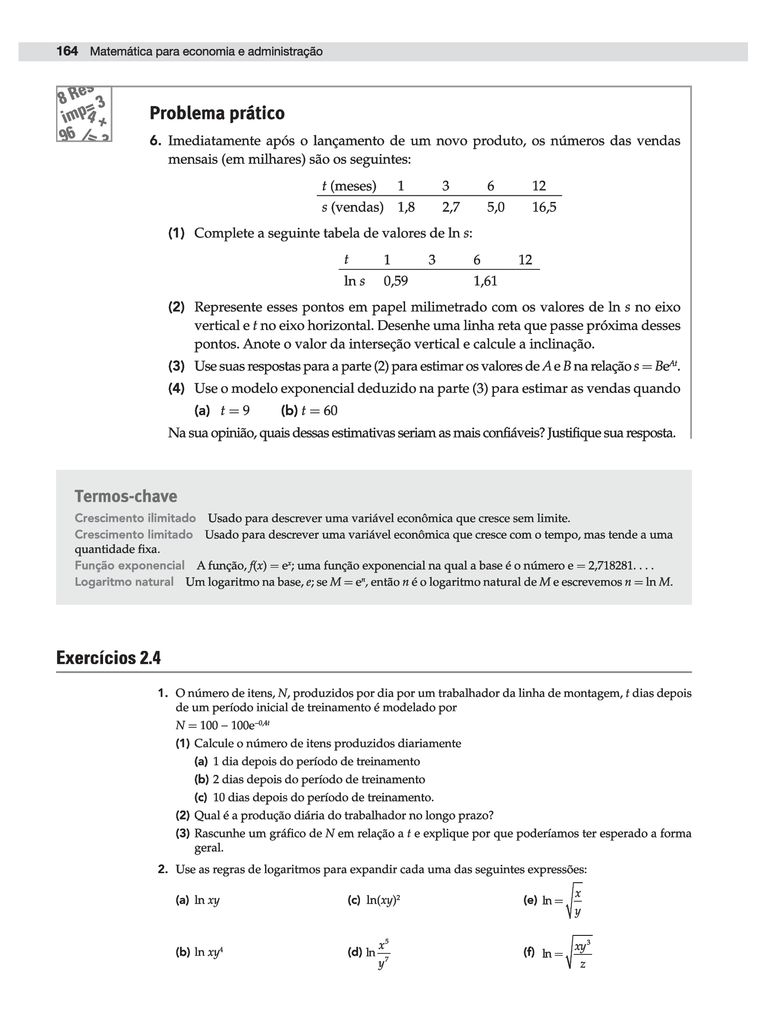 164 Matemática para economia e administração
8 Res
imp= 3
4 +
96 /= 3
Problema prático
6. Imediatamente após o lançamento de um novo produto, os números das vendas
mensais (em milhares) são os seguintes:
t (meses) 1 3 6 12
s (vendas) 1,8 2,7 5,0 16,5
(1) Complete a seguinte tabela de valores de ln s:
t 1 3 6 12
ln s 0,59 1,61
(2) Represente esses pontos em papel milimetrado com os valores de ln s no eixo
vertical e t no eixo horizontal. Desenhe uma linha reta que passe próxima desses
pontos. Anote o valor da interseção vertical e calcule a inclinação.
(3) Use suas respostas para a parte (2) para estimar os valores de A e B na relação s = Beᴬᵗ.
(4) Use o modelo exponencial deduzido na parte (3) para estimar as vendas quando
(a) t = 9 (b) t = 60
Na sua opinião, quais dessas estimativas seriam as mais confiáveis? Justifique sua resposta.
Termos-chave
Crescimento ilimitado Usado para descrever uma variável econômica que cresce sem limite.
Crescimento limitado Usado para descrever uma variável econômica que cresce com o tempo, mas tende a uma
quantidade fixa.
Função exponencial A função, f(x) = eˣ; uma função exponencial na qual a base é o número e = 2,718281. . . .
Logaritmo natural Um logaritmo na base, e; se M = eⁿ, então n é o logaritmo natural de M e escrevemos n = ln M.
Exercícios 2.4
1. O número de itens, N, produzidos por dia por um trabalhador da linha de montagem, t dias depois
de um período inicial de treinamento é modelado por
N = 100 − 100e^−0,4t
(1) Calcule o número de itens produzidos diariamente
(a) 1 dia depois do período de treinamento
(b) 2 dias depois do período de treinamento
(c) 10 dias depois do período de treinamento.
(2) Qual é a produção diária do trabalhador no longo prazo?
(3) Rascunhe um gráfico de N em relação a t e explique por que poderíamos ter esperado a forma
geral.
2. Use as regras de logaritmos para expandir cada uma das seguintes expressões:
(a) ln xy (c) ln(xy)² (e) ln = √(x/y)
(b) ln xy⁴ (d) ln x⁵/y⁷ (f) ln = √(xy³/z)